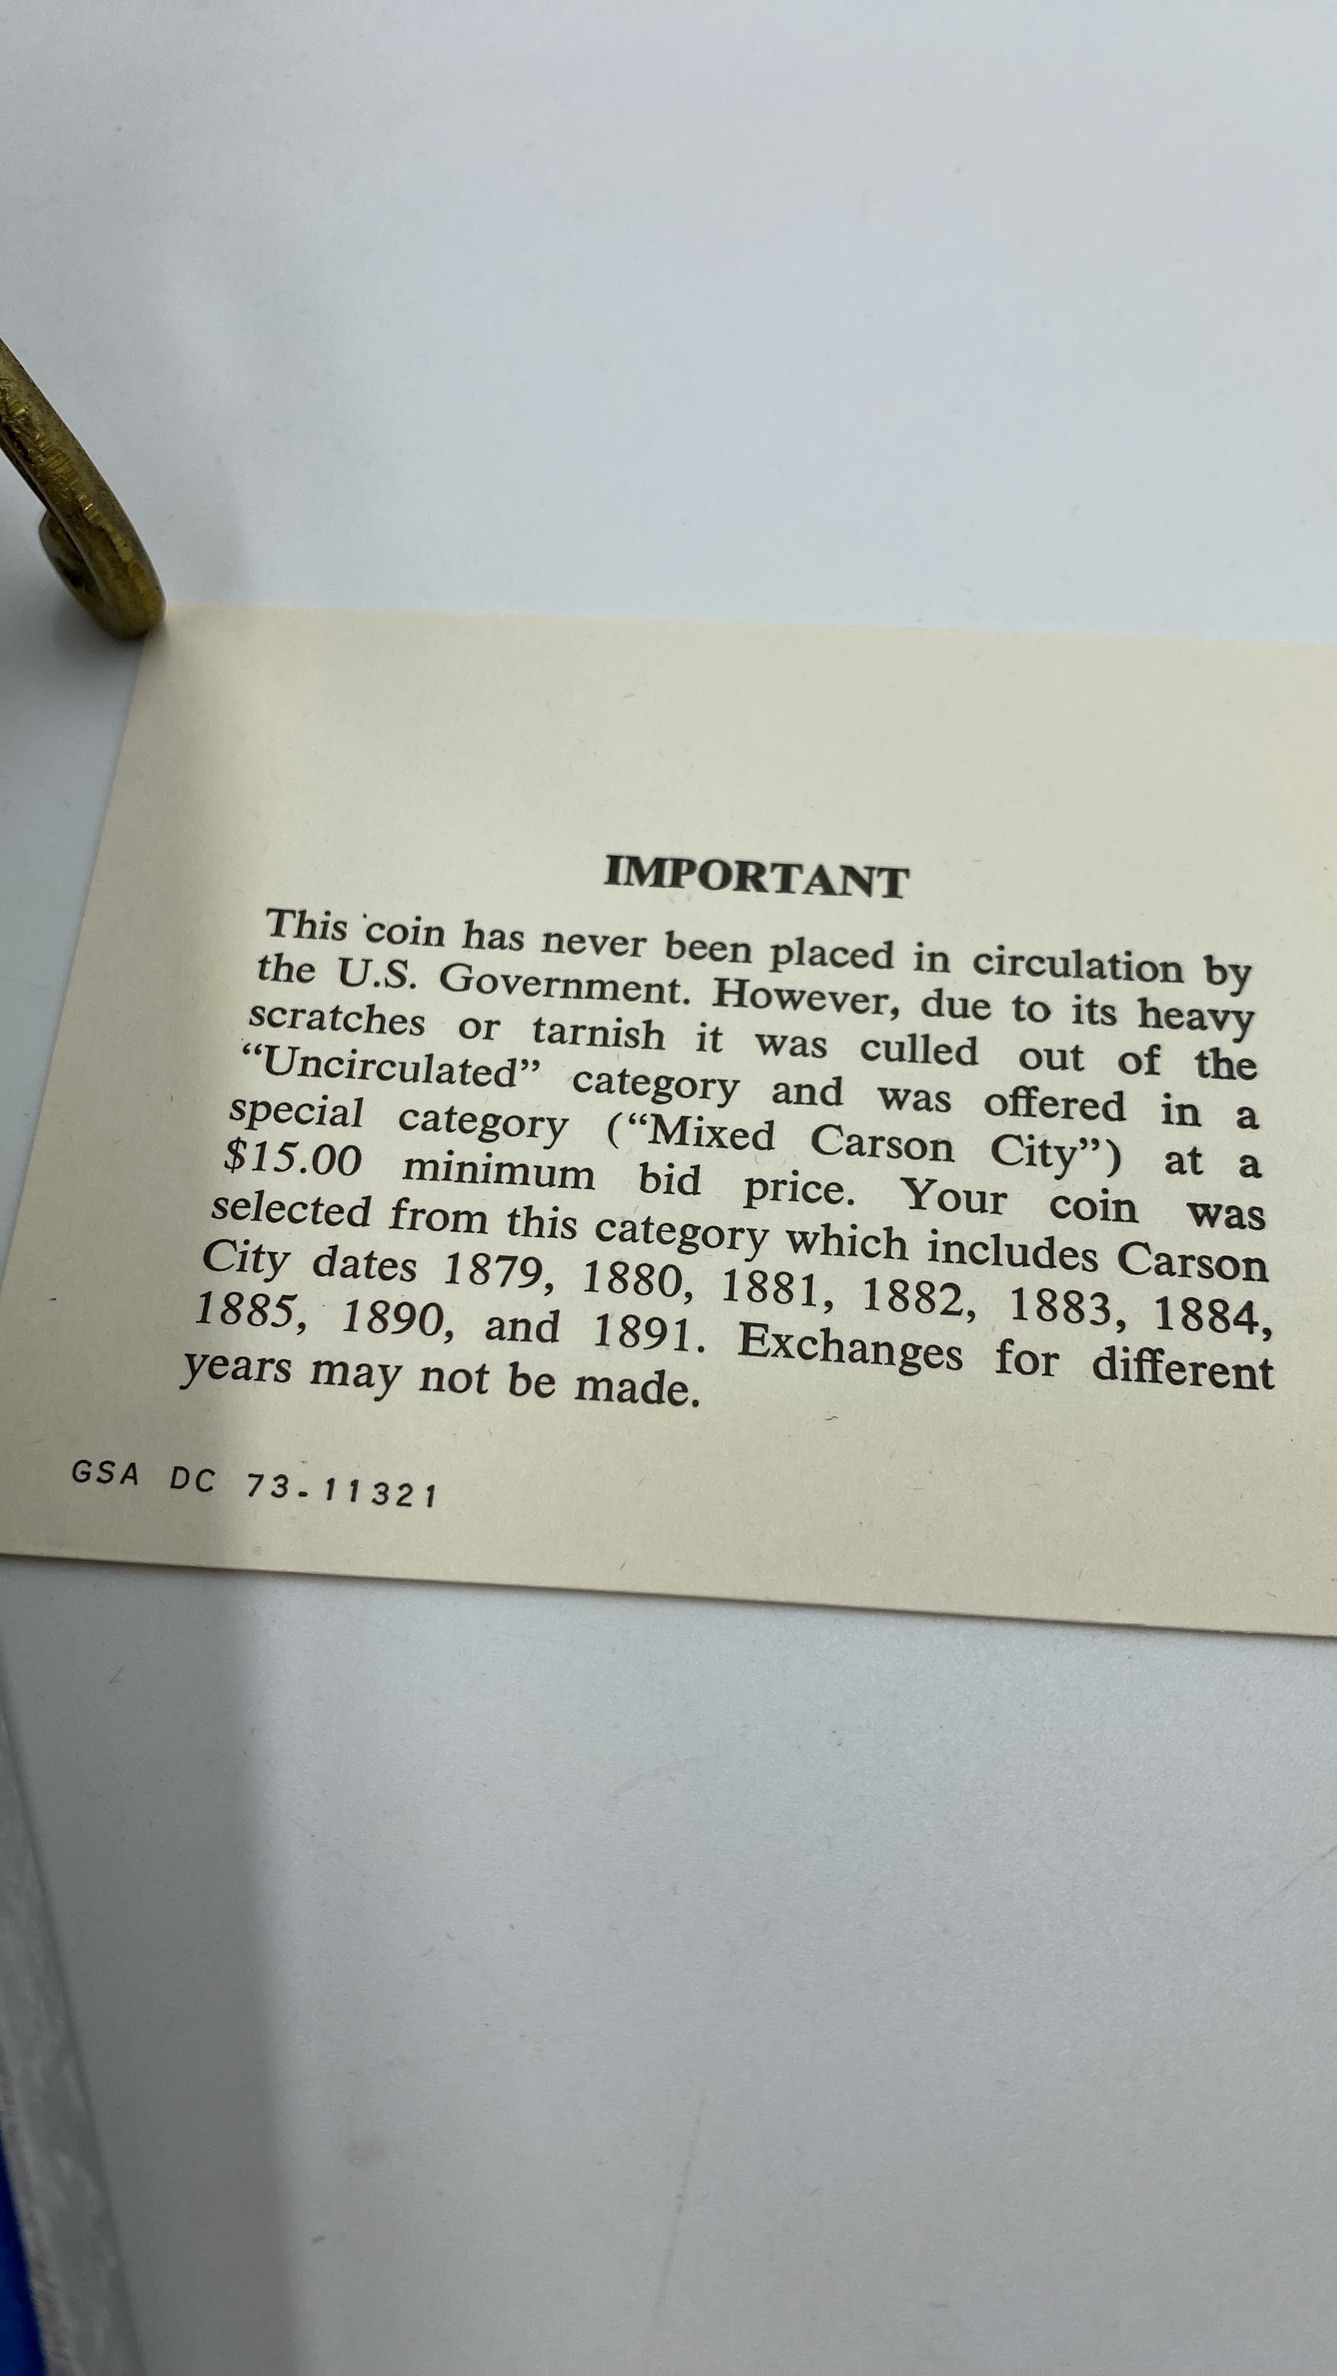 IMPORTANT
This coin has never been placed in circulation by
the U.S. Government. However, due to its heavy
scratches or tarnish it was culled out of the
“Uncirculated” category and was offered in a
special category (“Mixed Carson City”) at a
$15.00 minimum bid price. Your coin was
selected from this category which includes Carson
City dates 1879, 1880, 1881, 1882, 1883, 1884,
1885, 1890, and 1891. Exchanges for different
years may not be made.
GSA DC 73-11321